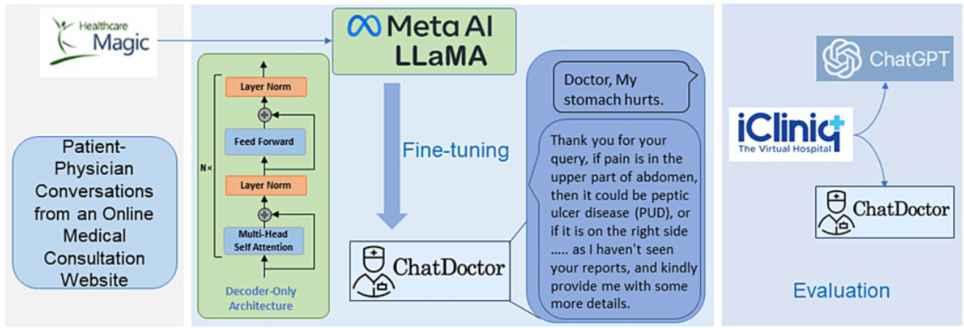 Healthcare
Magic
Patient-
Physician
Conversations
from an Online
Medical
Consultation
Website
Meta AI
LLaMA
Layer Norm
Feed Forward
N×
Layer Norm
Multi-Head
Self Attention
Decoder-Only
Architecture
Fine-tuning
ChatDoctor
Doctor, My
stomach hurts.
Thank you for your
query, if pain is in the
upper part of abdomen,
then it could be peptic
ulcer disease (PUD), or
if it is on the right side
..... as I haven't seen
your reports, and kindly
provide me with some
more details.
ChatGPT
iCliniq
The Virtual Hospital
ChatDoctor
Evaluation